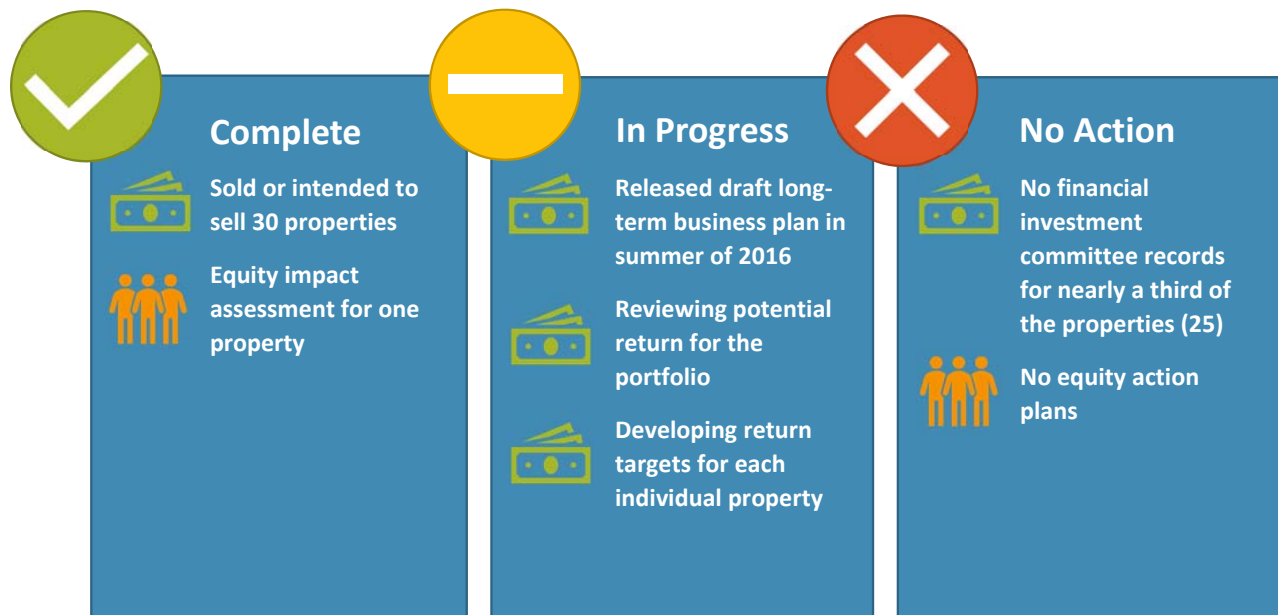 Complete
Sold or intended to
sell 30 properties
Equity impact
assessment for one
property
In Progress
Released draft long-
term business plan in
summer of 2016
Reviewing potential
return for the
portfolio
Developing return
targets for each
individual property
No Action
No financial
investment
committee records
for nearly a third of
the properties (25)
No equity action
plans